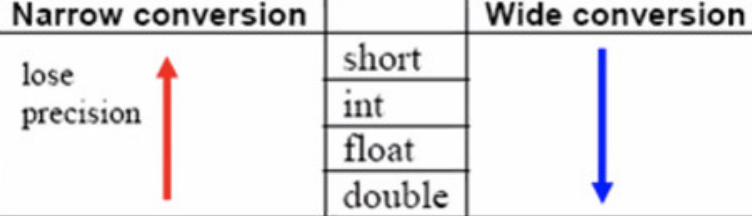 Narrow conversion
Wide conversion
lose
precision
short
int
float
double